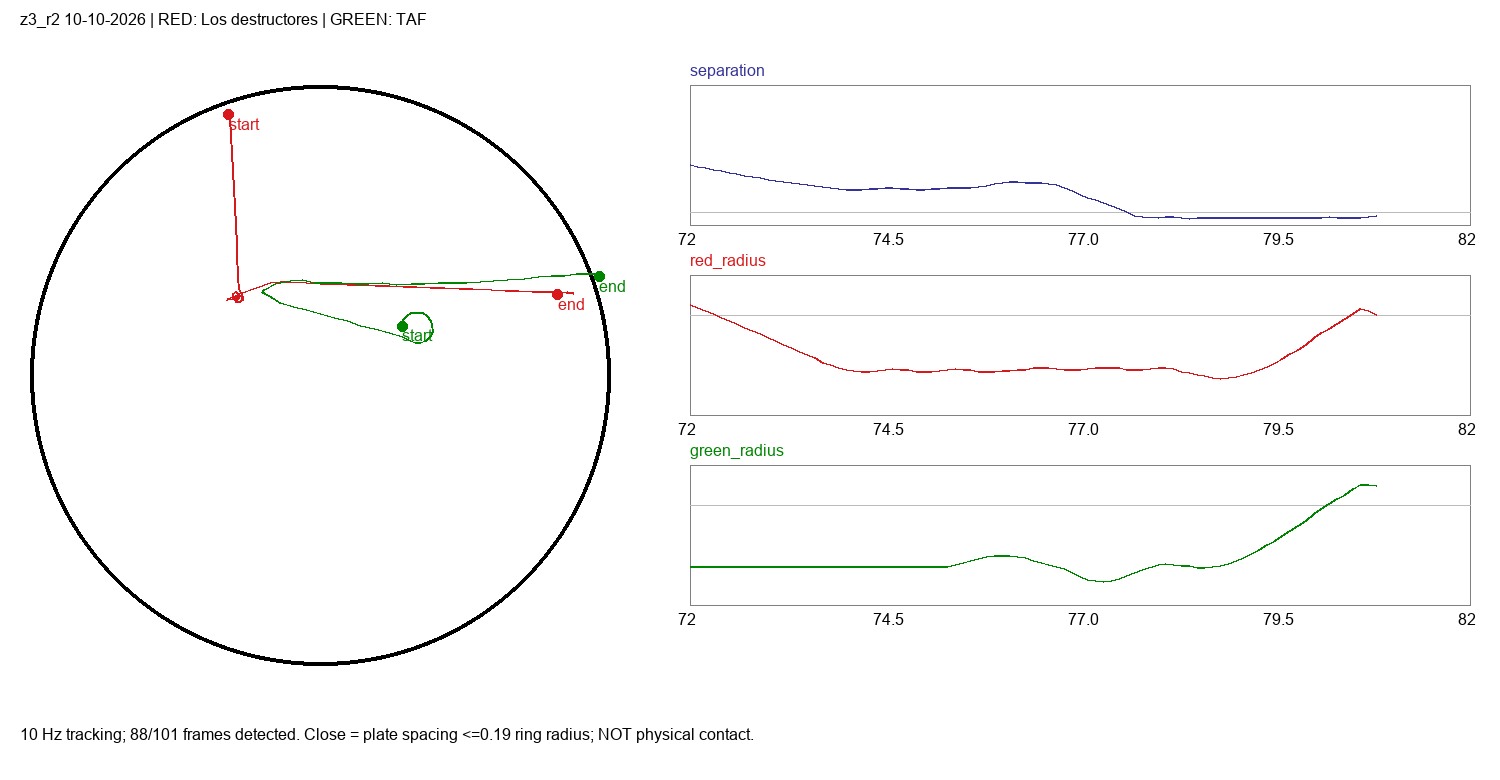 z3_r2 10-10-2026 | RED: Los destructores | GREEN: TAF
start
end
end
start
separation
72 74.5 77.0 79.5 82
red_radius
72 74.5 77.0 79.5 82
green_radius
72 74.5 77.0 79.5 82
10 Hz tracking; 88/101 frames detected. Close = plate spacing <=0.19 ring radius; NOT physical contact.